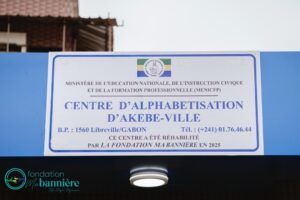 MINISTÈRE DE L'EDUCATION NATIONALE, DE L'INSTRUCTION CIVIQUE
ET DE LA FORMATION PROFESSIONNELLE (MENICFP)
CENTRE D'ALPHABETISATION
D'AKEBE-VILLE
B.P. : 1560 Libreville/GABON Tél. : (+241) 01.76.46.44
CE CENTRE A ÉTÉ RÉHABILITÉ
PAR LA FONDATION MA BANNIÈRE EN 2025
fondation
Ma bannière